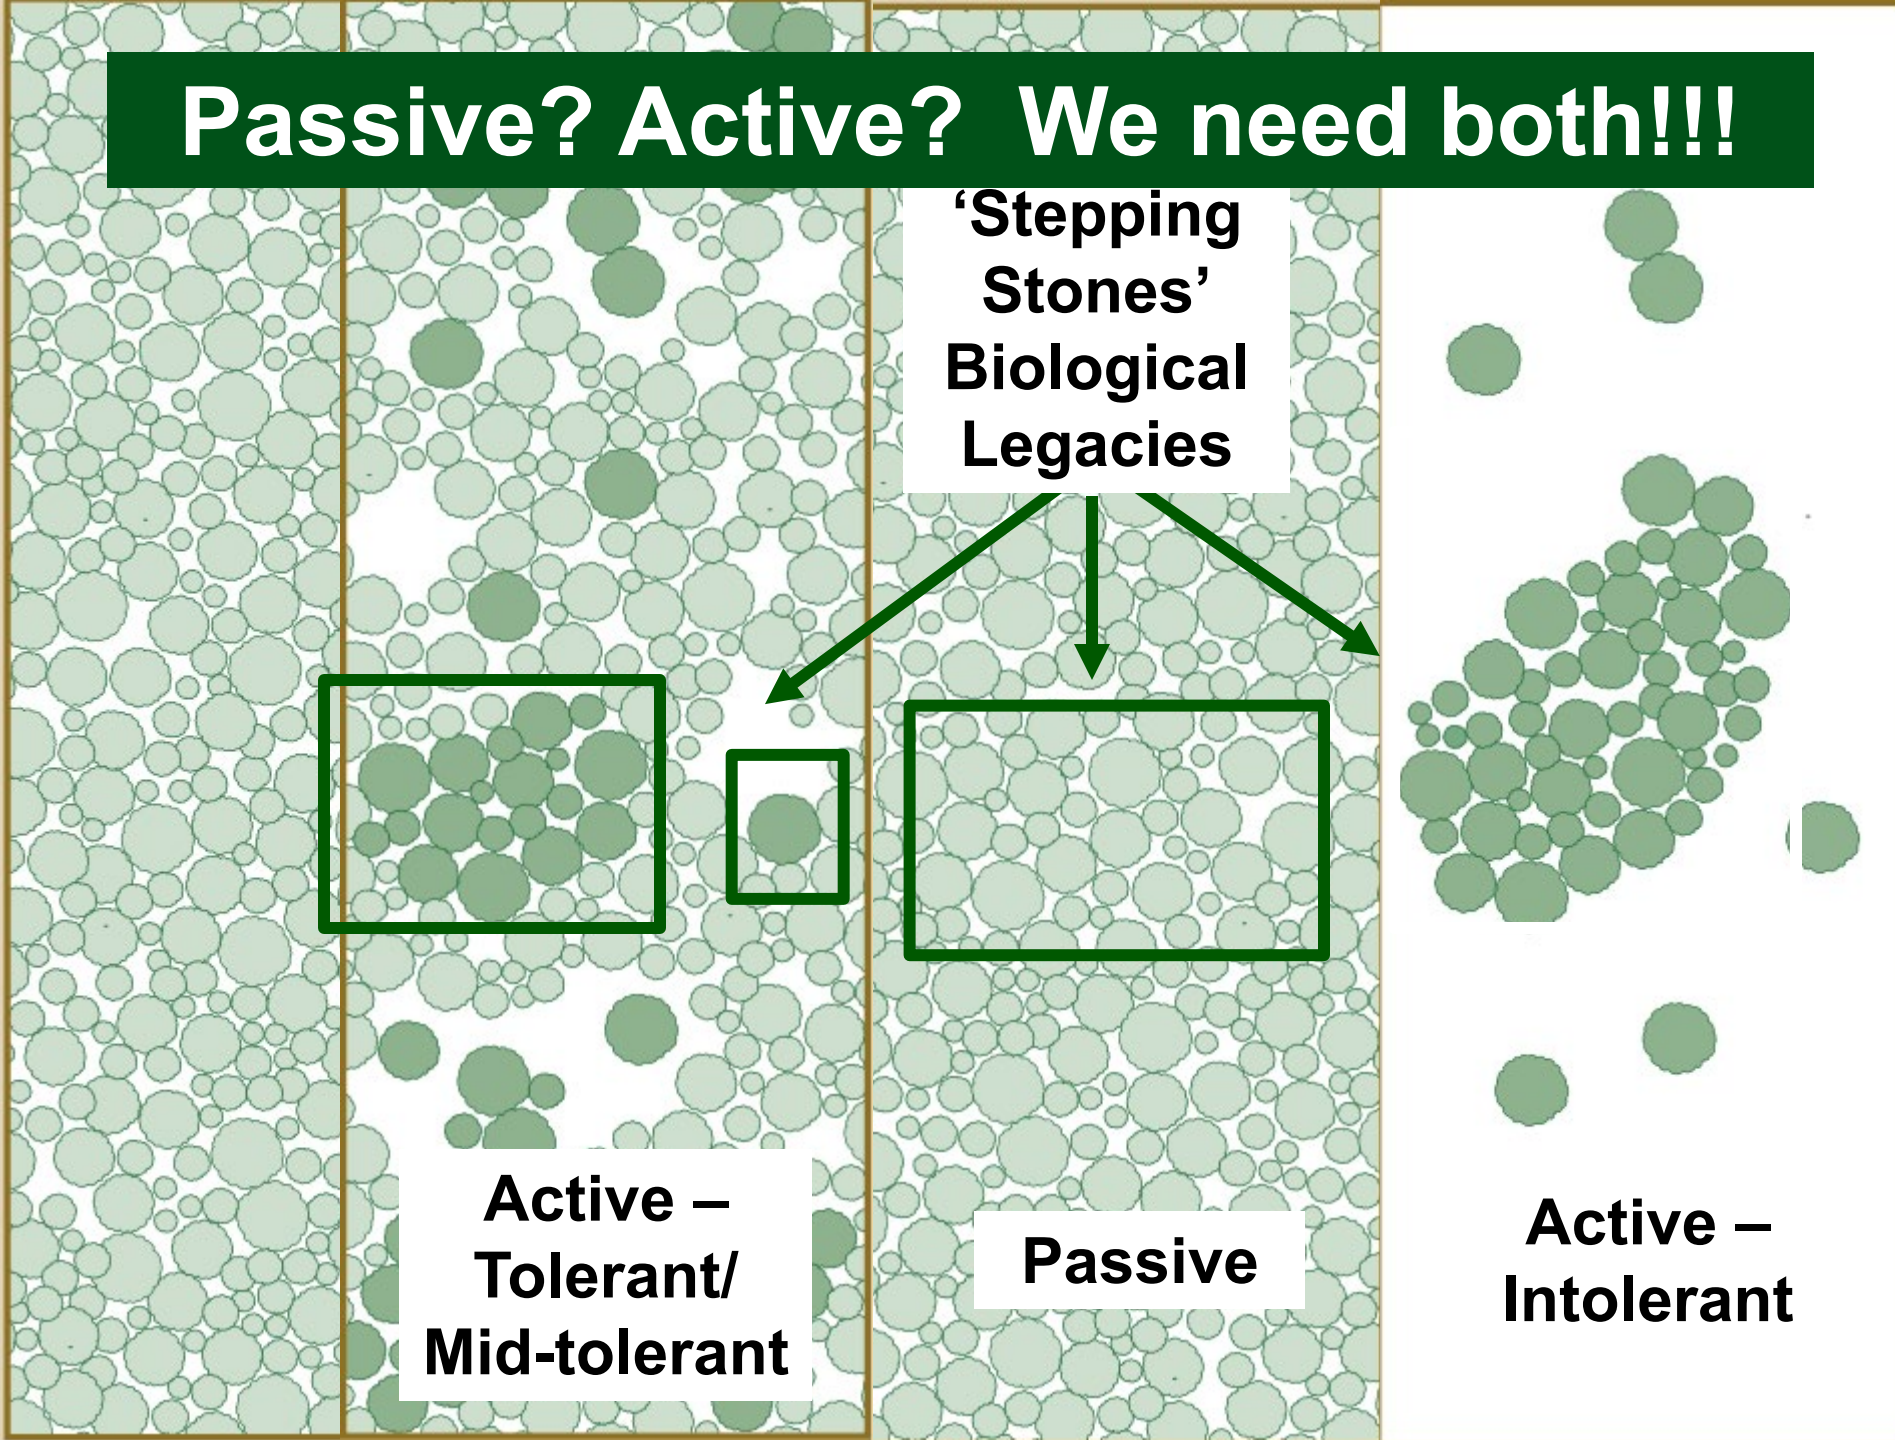 Passive? Active?  We need both!!!
‘Stepping
Stones’
Biological
Legacies
Active –
Tolerant/
Mid-tolerant
Passive
Active –
Intolerant